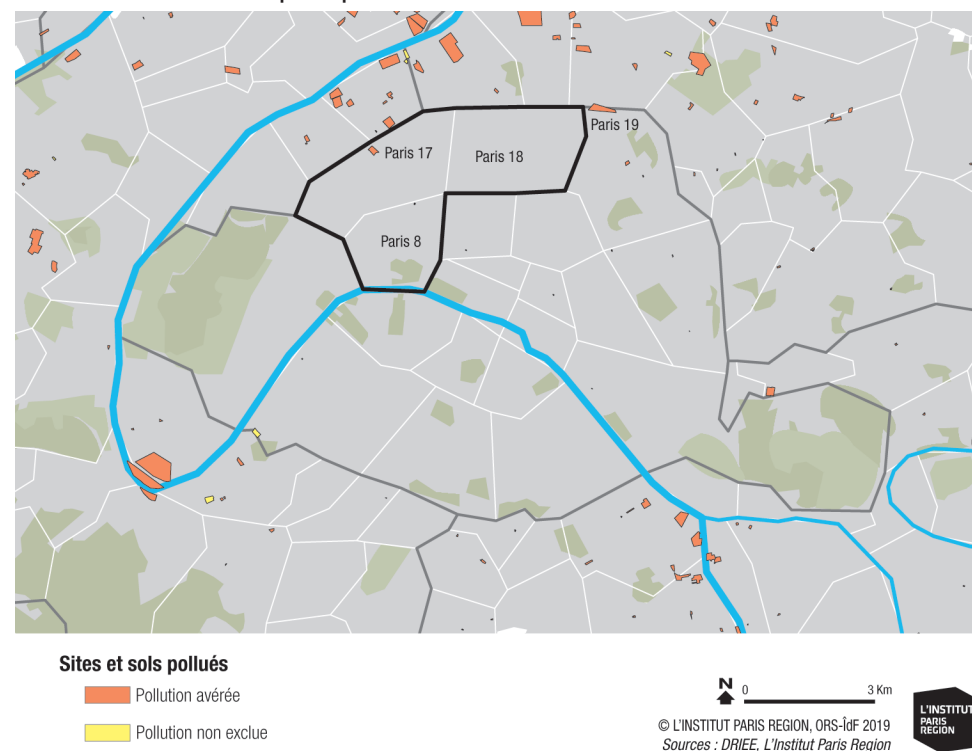 Paris 19
Paris 17
Paris 18
Paris 8
Sites et sols pollués
Pollution avérée
Pollution non exclue
N
0
3 Km
© L'INSTITUT PARIS REGION, ORS-îdF 2019
Sources : DRIEE, L'Institut Paris Region
L'INSTITUT
PARIS
REGION